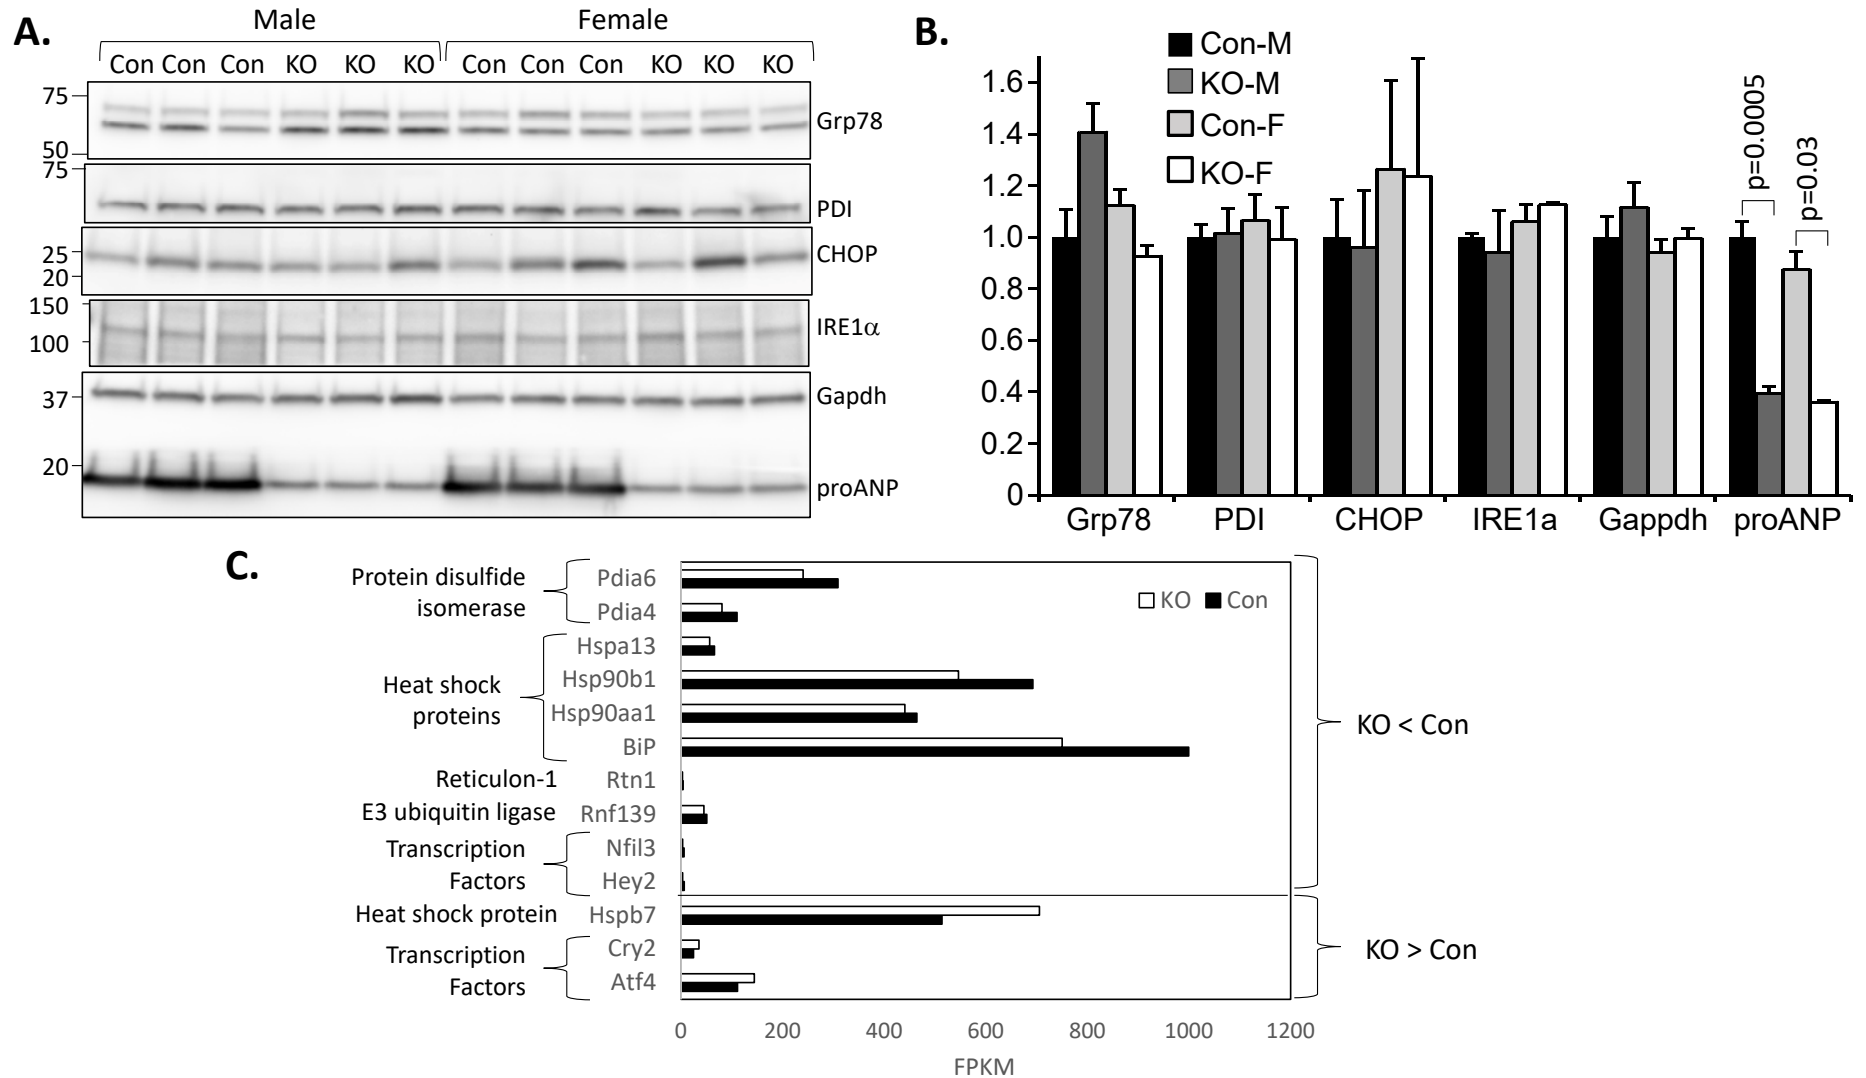 A.
Male Female
Con Con Con KO KO KO Con Con Con KO KO KO
75
50
Grp78
75
PDI
25
20
CHOP
150
100
IRE1α
37
Gapdh
20
proANP
B.
Con-M
KO-M
Con-F
KO-F
1.6
1.4
1.2
1.0
0.8
0.6
0.4
0.2
0
p=0.0005
p=0.03
Grp78 PDI CHOP IRE1a Gappdh proANP
C.
Protein disulfide
isomerase
Pdia6
Pdia4
Heat shock
proteins
Hspa13
Hsp90b1
Hsp90aa1
BiP
Reticulon-1 Rtn1
E3 ubiquitin ligase Rnf139
Transcription
Factors
Nfil3
Hey2
Heat shock protein Hspb7
Transcription
Factors
Cry2
Atf4
KO Con
KO < Con
KO > Con
0 200 400 600 800 1000 1200
FPKM